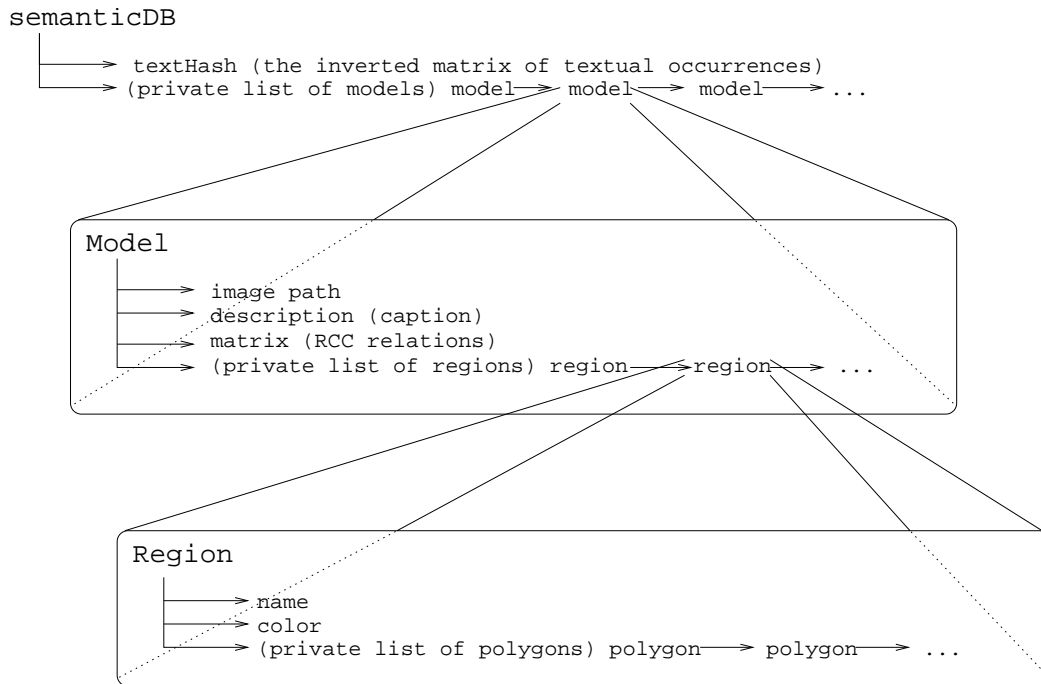 semanticDB
textHash (the inverted matrix of textual occurrences)
(private list of models) model model model ...
Model
image path
description (caption)
matrix (RCC relations)
(private list of regions) region region ...
Region
name
color
(private list of polygons) polygon polygon ...